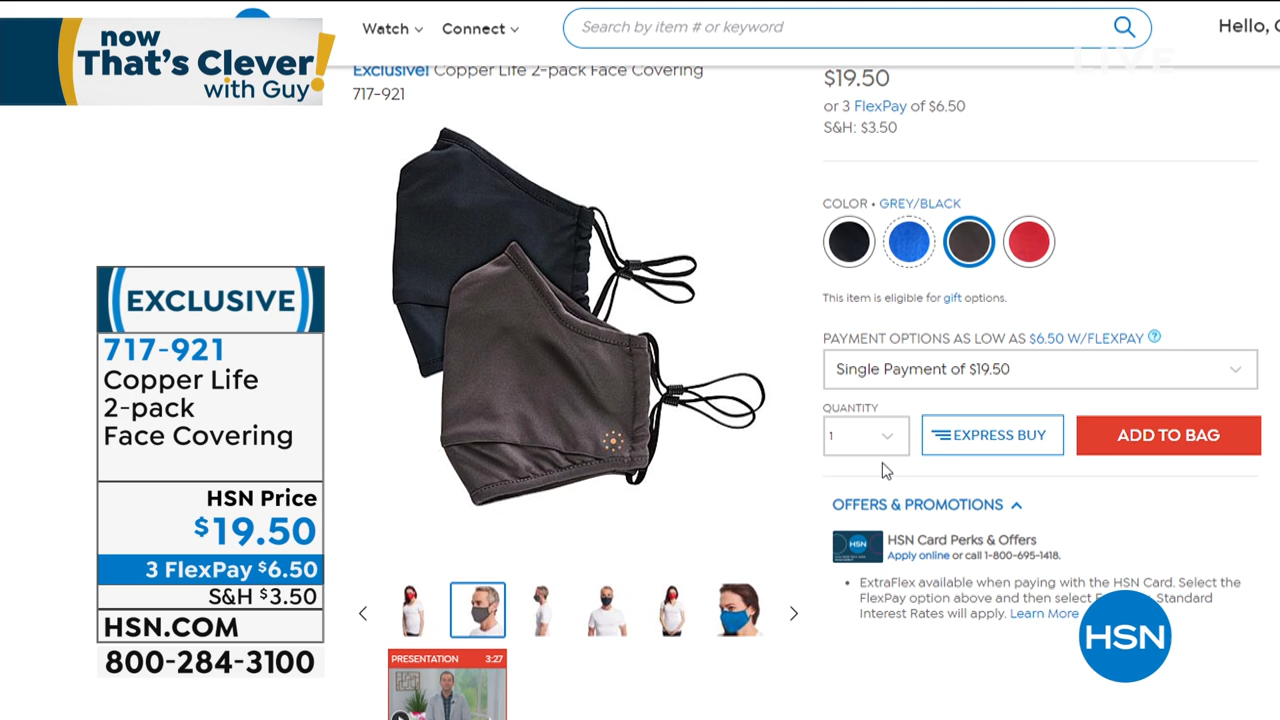 now
That's Clever!
with Guy
Watch
Connect
Search by item # or keyword
Hello,
LIVE
Exclusive! Copper Life 2-pack Face Covering
717-921
$19.50
or 3 FlexPay of $6.50
S&H: $3.50
COLOR • GREY/BLACK
This item is eligible for gift options.
PAYMENT OPTIONS AS LOW AS $6.50 W/FLEXPAY ?
Single Payment of $19.50
QUANTITY
1
EXPRESS BUY
ADD TO BAG
OFFERS & PROMOTIONS
HSN
HSN Card Perks & Offers
Apply online or call 1-800-695-1418.
• ExtraFlex available when paying with the HSN Card. Select the
FlexPay option above and then select Standard
Interest Rates will apply. Learn More
HSN
EXCLUSIVE
717-921
Copper Life
2-pack
Face Covering
HSN Price
$19.50
3 FlexPay $6.50
S&H $3.50
HSN.COM
800-284-3100
PRESENTATION 3:27